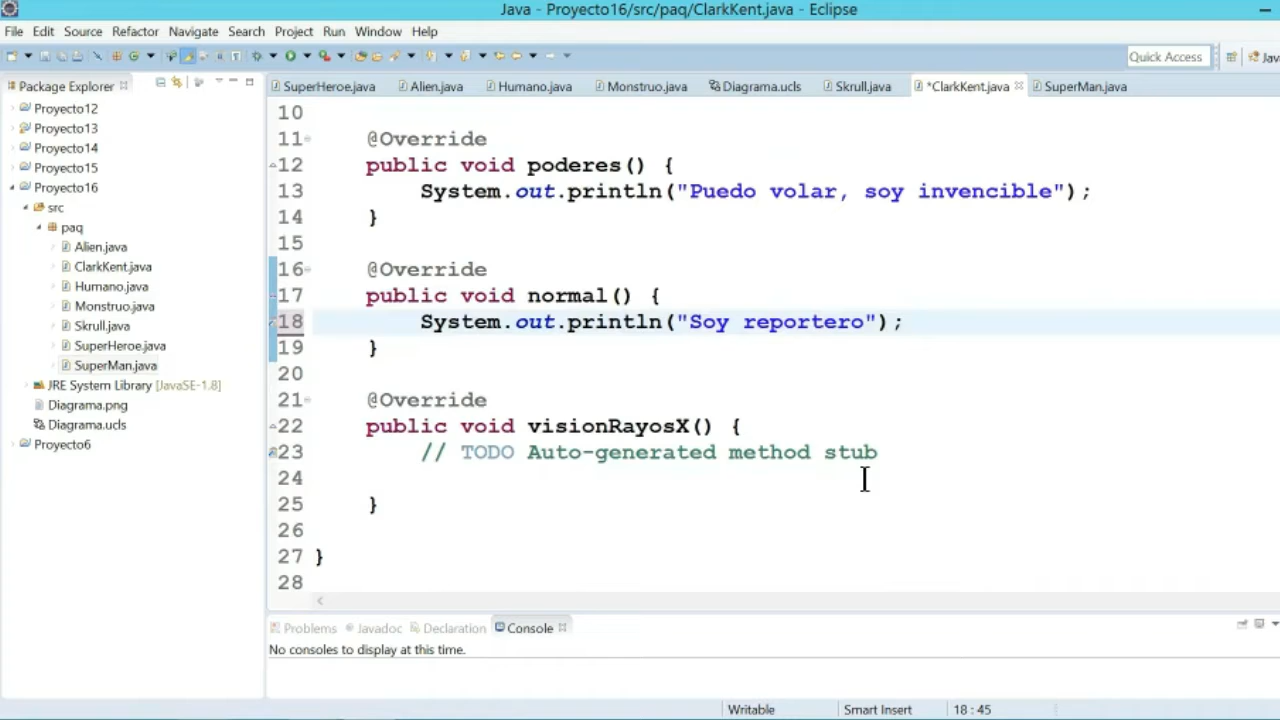 Java - Proyecto16/src/paq/ClarkKent.java - Eclipse
File Edit Source Refactor Navigate Search Project Run Window Help
Quick Access
Package Explorer
SuperHeroe.java Alien.java Humano.java Monstruo.java Diagrama.ucls Skrull.java *ClarkKent.java SuperMan.java
Proyecto12
Proyecto13
Proyecto14
Proyecto15
Proyecto16
src
paq
Alien.java
ClarkKent.java
Humano.java
Monstruo.java
Skrull.java
SuperHeroe.java
SuperMan.java
JRE System Library [JavaSE-1.8]
Diagrama.png
Diagrama.ucls
Proyecto6
10
11 @Override
12 public void poderes() {
13 System.out.println("Puedo volar, soy invencible");
14 }
15
16 @Override
17 public void normal() {
18 System.out.println("Soy reportero");
19 }
20
21 @Override
22 public void visionRayosX() {
23 // TODO Auto-generated method stub
24
25 }
26
27 }
28
Problems Javadoc Declaration Console
No consoles to display at this time.
Writable Smart Insert 18 : 45